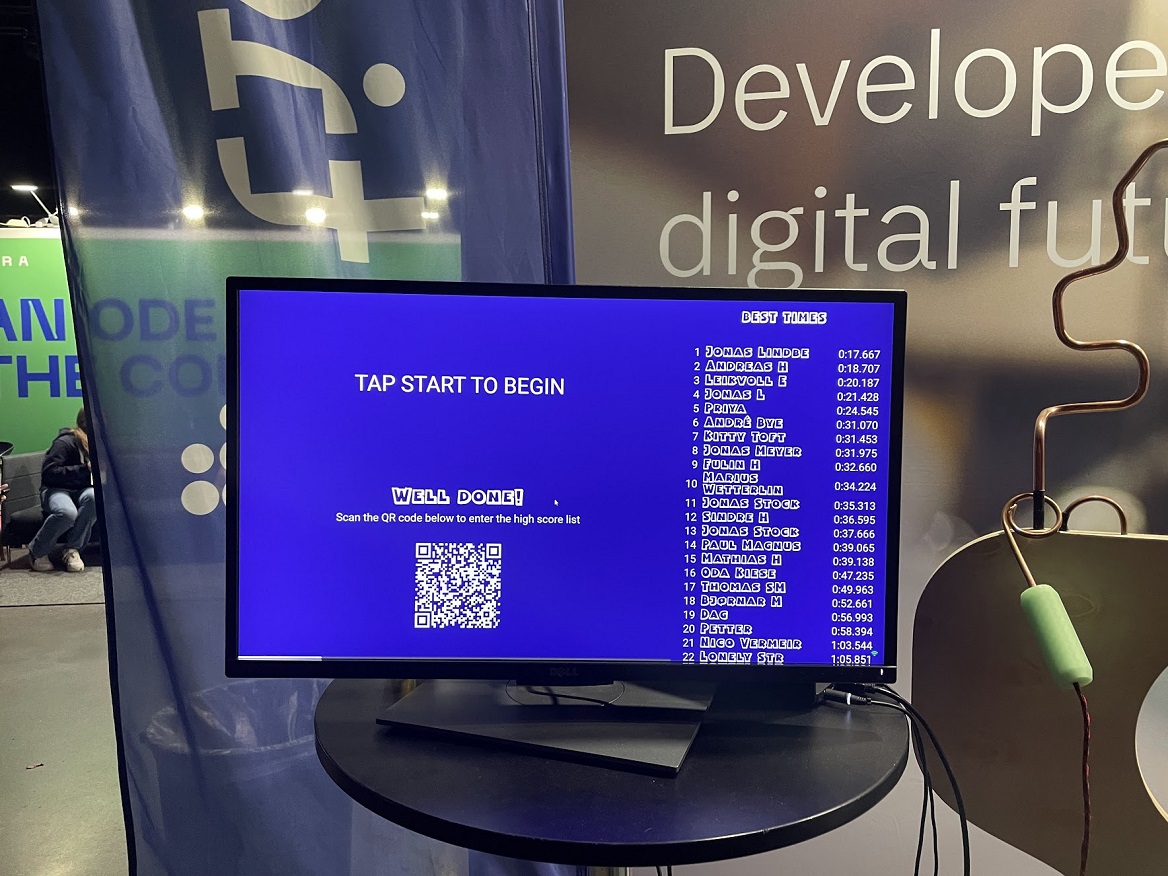 Develope
digital fut
RA
AN ODE
THE CO
BEST TIMES
1 JONAS LINDBE 0:17.667
2 ANDREAS H 0:18.707
3 LEIKVOLL E 0:20.187
4 JONAS L 0:21.428
5 PRIYA 0:24.545
6 ANDRÉ BYE 0:31.070
7 KITTY TOFT 0:31.453
8 JONAS MEYER 0:31.975
9 FULIN H 0:32.660
10 MARIUS WETTERLIN 0:34.224
11 JONAS STOCK 0:35.313
12 SINDRE H 0:36.595
13 JONAS STOCK 0:37.666
14 PAUL MAGNUS 0:39.065
15 MATHIAS H 0:39.138
16 ODA KIESE 0:47.235
17 THOMAS SM 0:49.963
18 BJØRNAR M 0:52.661
19 DAG 0:56.993
20 PETTER 0:58.394
21 NICO VERMEIR 1:03.544
22 LONELY STR 1:05.851
TAP START TO BEGIN
WELL DONE!
Scan the QR code below to enter the high score list
DELL